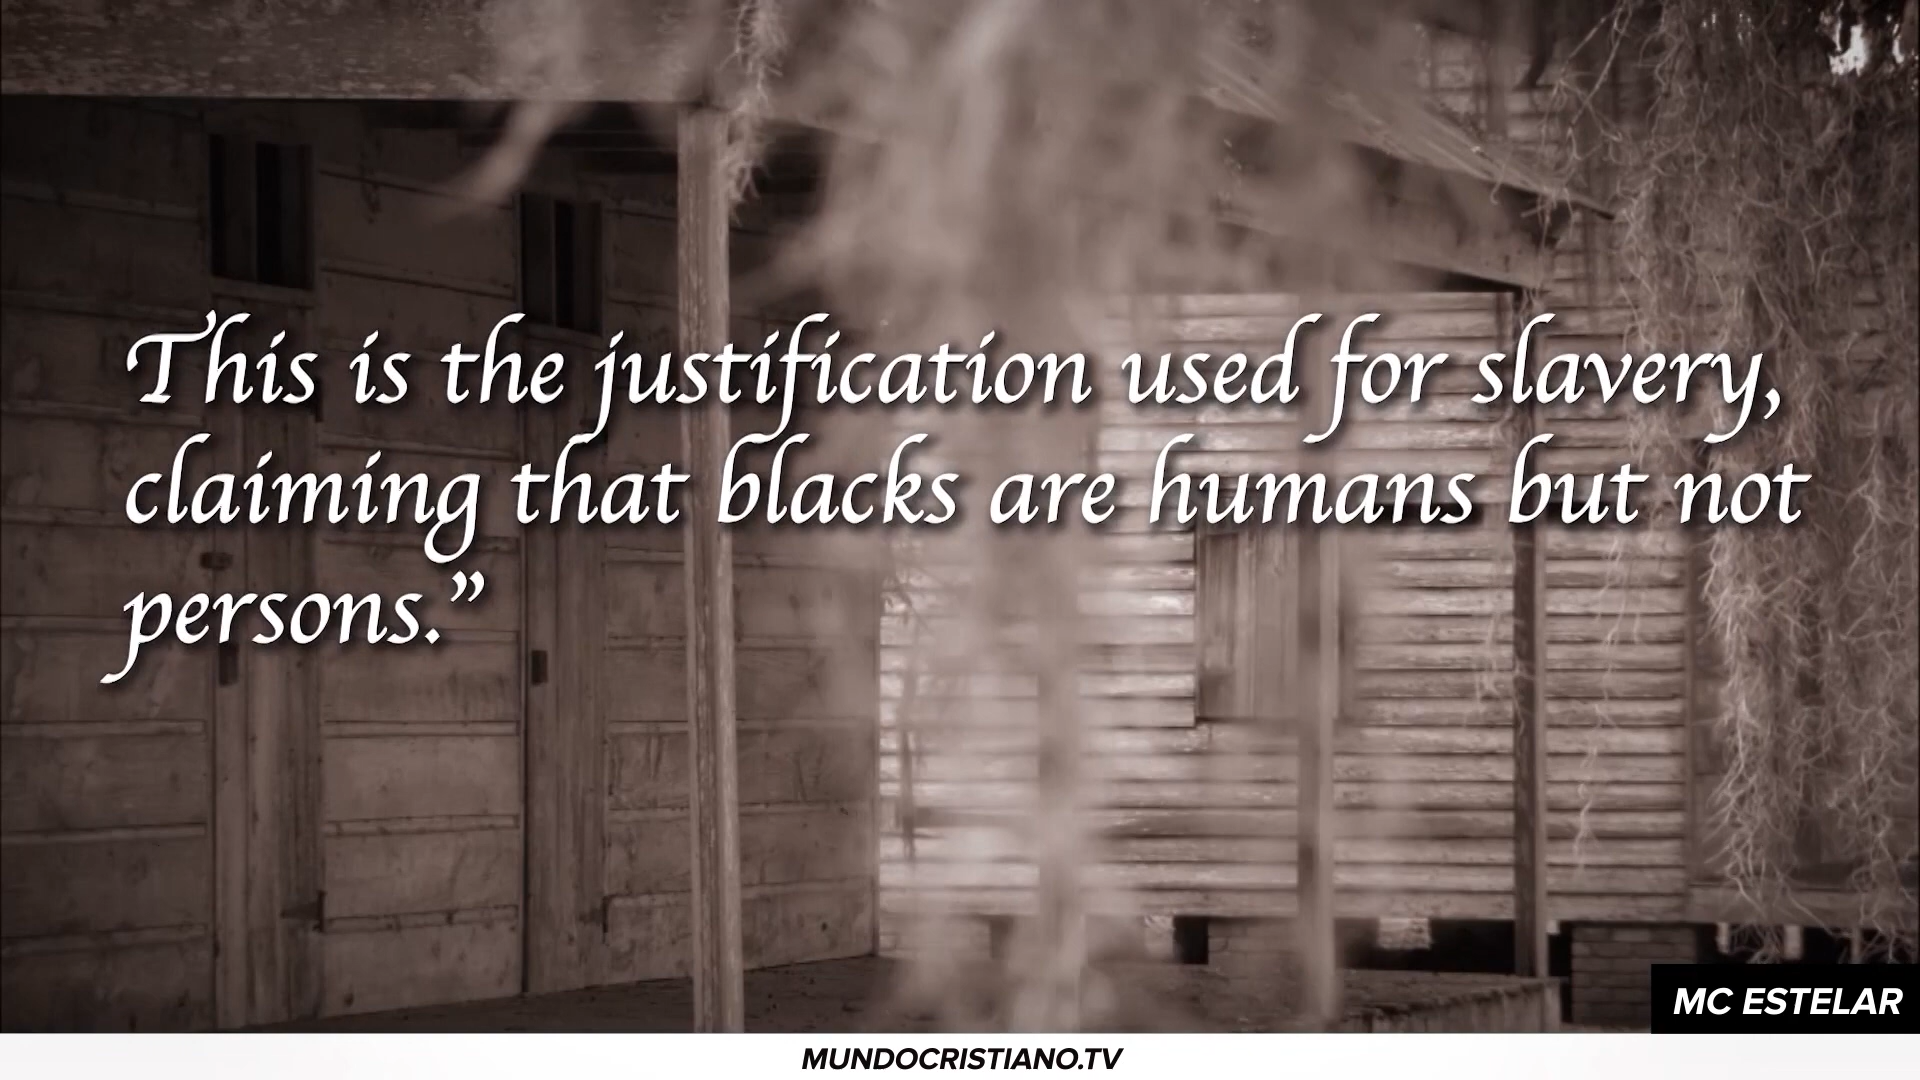 This is the justification used for slavery,
claiming that blacks are humans but not
persons.”
MC ESTELAR
MUNDOCRISTIANO.TV